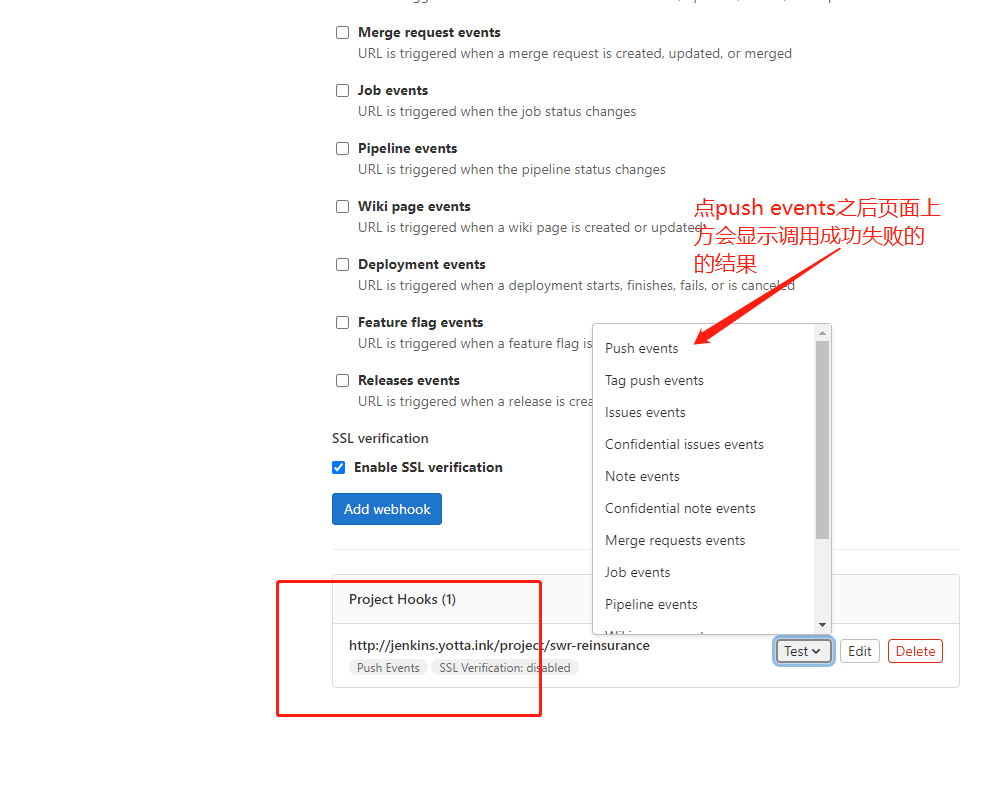 Merge request events
URL is triggered when a merge request is created, updated, or merged
Job events
URL is triggered when the job status changes
Pipeline events
URL is triggered when the pipeline status changes
Wiki page events
URL is triggered when a wiki page is created or updated
点push events之后页面上
方会显示调用成功失败的
的结果
Deployment events
URL is triggered when a deployment starts, finishes, fails, or is canceled
Feature flag events
URL is triggered when a feature flag is
Releases events
URL is triggered when a release is crea
Push events
Tag push events
Issues events
Confidential issues events
Note events
Confidential note events
Merge requests events
Job events
Pipeline events
SSL verification
Enable SSL verification
Add webhook
Project Hooks (1)
http://jenkins.yotta.ink/project/swr-reinsurance
Push Events SSL Verification: disabled
Test Edit Delete